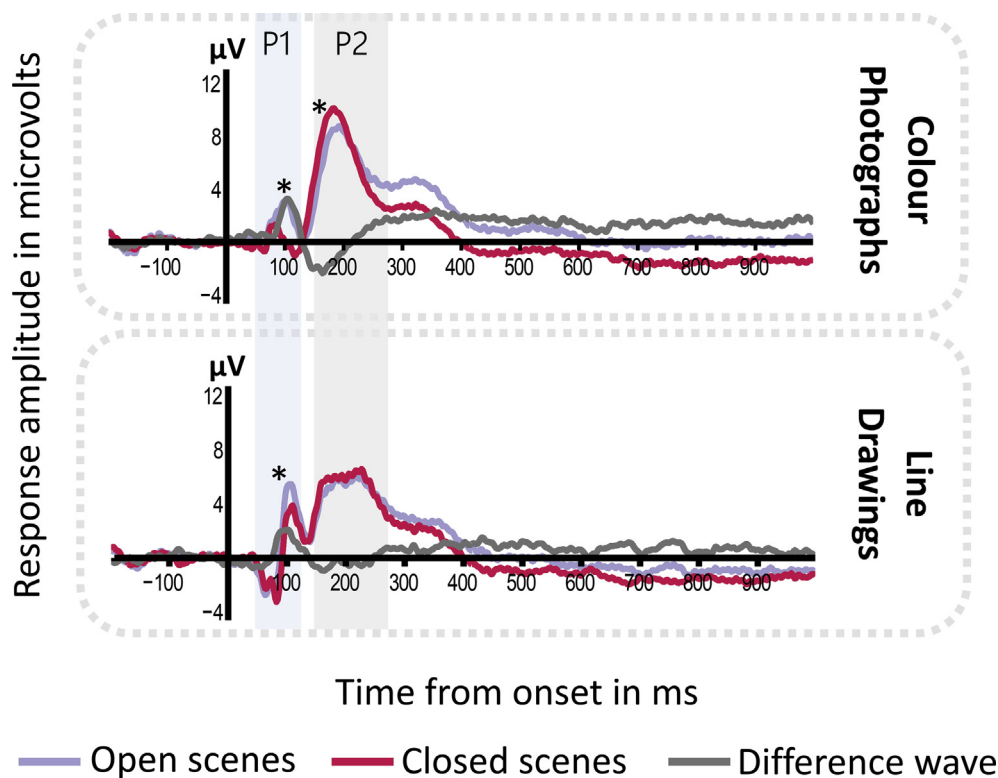 Response amplitude in microvolts
P1 P2
µV
12
8
4
−4
* *
−100 100 200 300 400 500 600 700 800 900
Colour
Photographs
µV
12
8
4
−4
*
−100 100 200 300 400 500 600 700 800 900
Line
Drawings
Time from onset in ms
Open scenes Closed scenes Difference wave